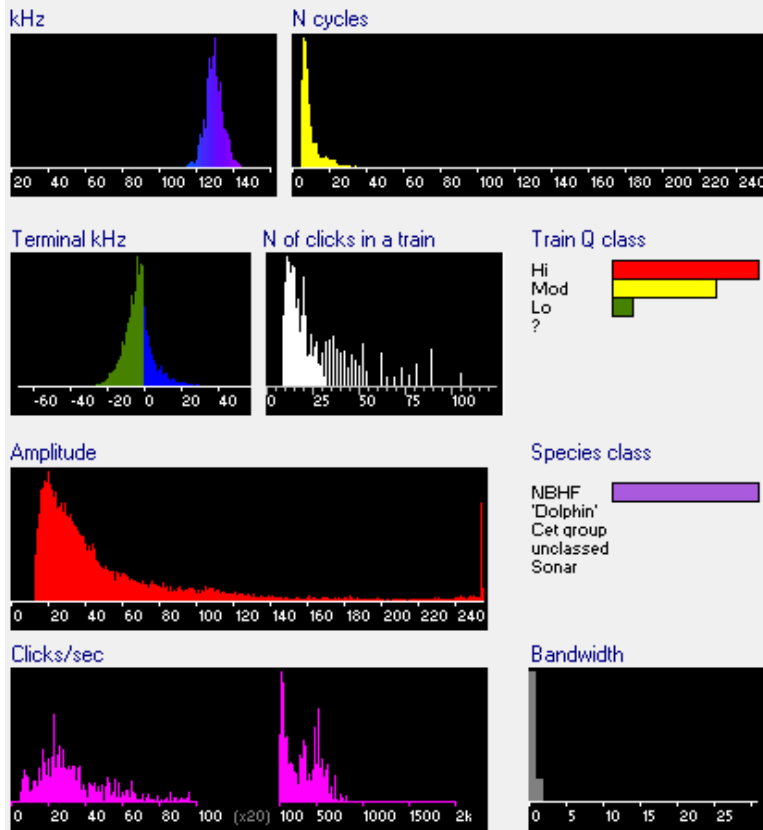 kHz
N cycles
20 40 60 80 100 120 140
0 20 40 60 80 100 120 140 160 180 200 220 240
Terminal kHz
N of clicks in a train
Train Q class
Hi
Mod
Lo
?
-60 -40 -20 0 20 40
0 25 50 75 100
Amplitude
Species class
NBHF
'Dolphin'
Cet group
unclassed
Sonar
0 20 40 60 80 100 120 140 160 180 200 220 240
Clicks/sec
Bandwidth
0 20 40 60 80 100 (x20) 100 500 1000 1500 2k
0 5 10 15 20 25